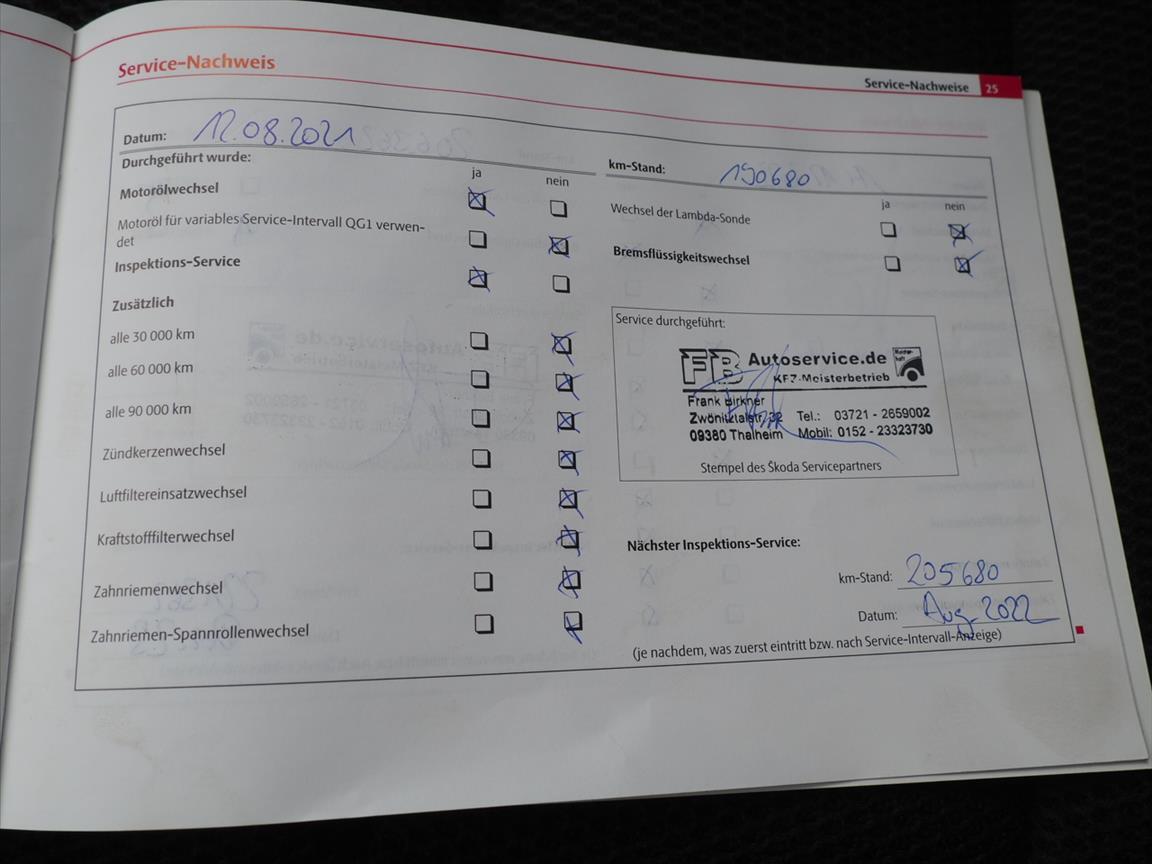 Service-Nachweis
Service-Nachweise 25
Datum: 12.08.2021
Durchgeführt wurde:
ja nein
Motorölwechsel
Motoröl für variables Service-Intervall QG1 verwen-
det
Inspektions-Service
Zusätzlich
alle 30 000 km
alle 60 000 km
alle 90 000 km
Zündkerzenwechsel
Luftfiltereinsatzwechsel
Kraftstofffilterwechsel
Zahnriemenwechsel
Zahnriemen-Spannrollenwechsel
km-Stand: 190680
ja nein
Wechsel der Lambda-Sonde
Bremsflüssigkeitswechsel
Service durchgeführt:
FB Autoservice.de
KFZ-Meisterbetrieb
Frank Birkner
Zwönitztalstr. 32 Tel.: 03721 - 2659002
09380 Thalheim Mobil: 0152 - 23323730
Stempel des Škoda Servicepartners
Nächster Inspektions-Service:
km-Stand: 205680
Datum: Aug. 2022
(je nachdem, was zuerst eintritt bzw. nach Service-Intervall-Anzeige)